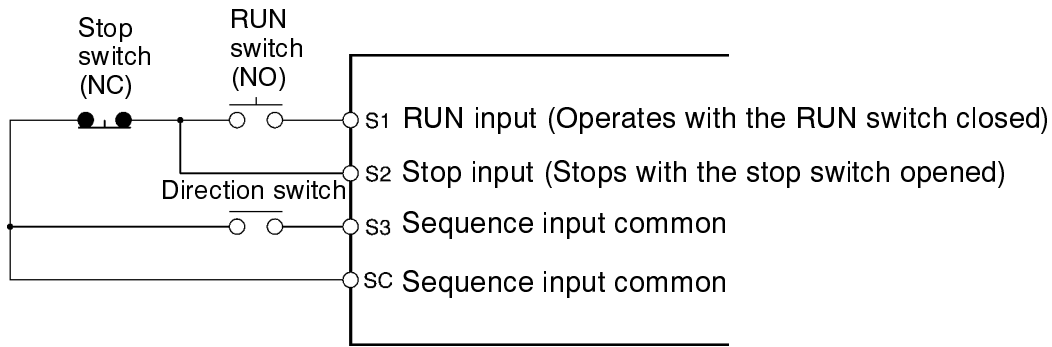 Stop
switch
(NC)
RUN
switch
(NO)
S1 RUN input (Operates with the RUN switch closed)
S2 Stop input (Stops with the stop switch opened)
Direction switch
S3 Sequence input common
SC Sequence input common